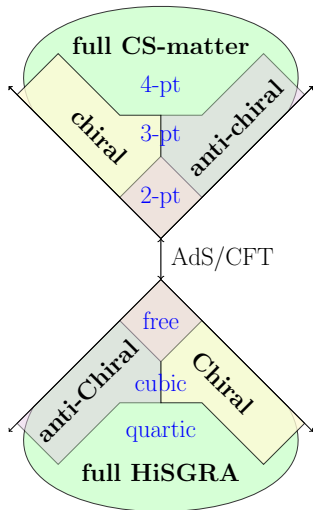 full CS-matter
4-pt
chiral
3-pt
anti-chiral
2-pt
AdS/CFT
free
anti-Chiral
cubic
Chiral
quartic
full HiSGRA